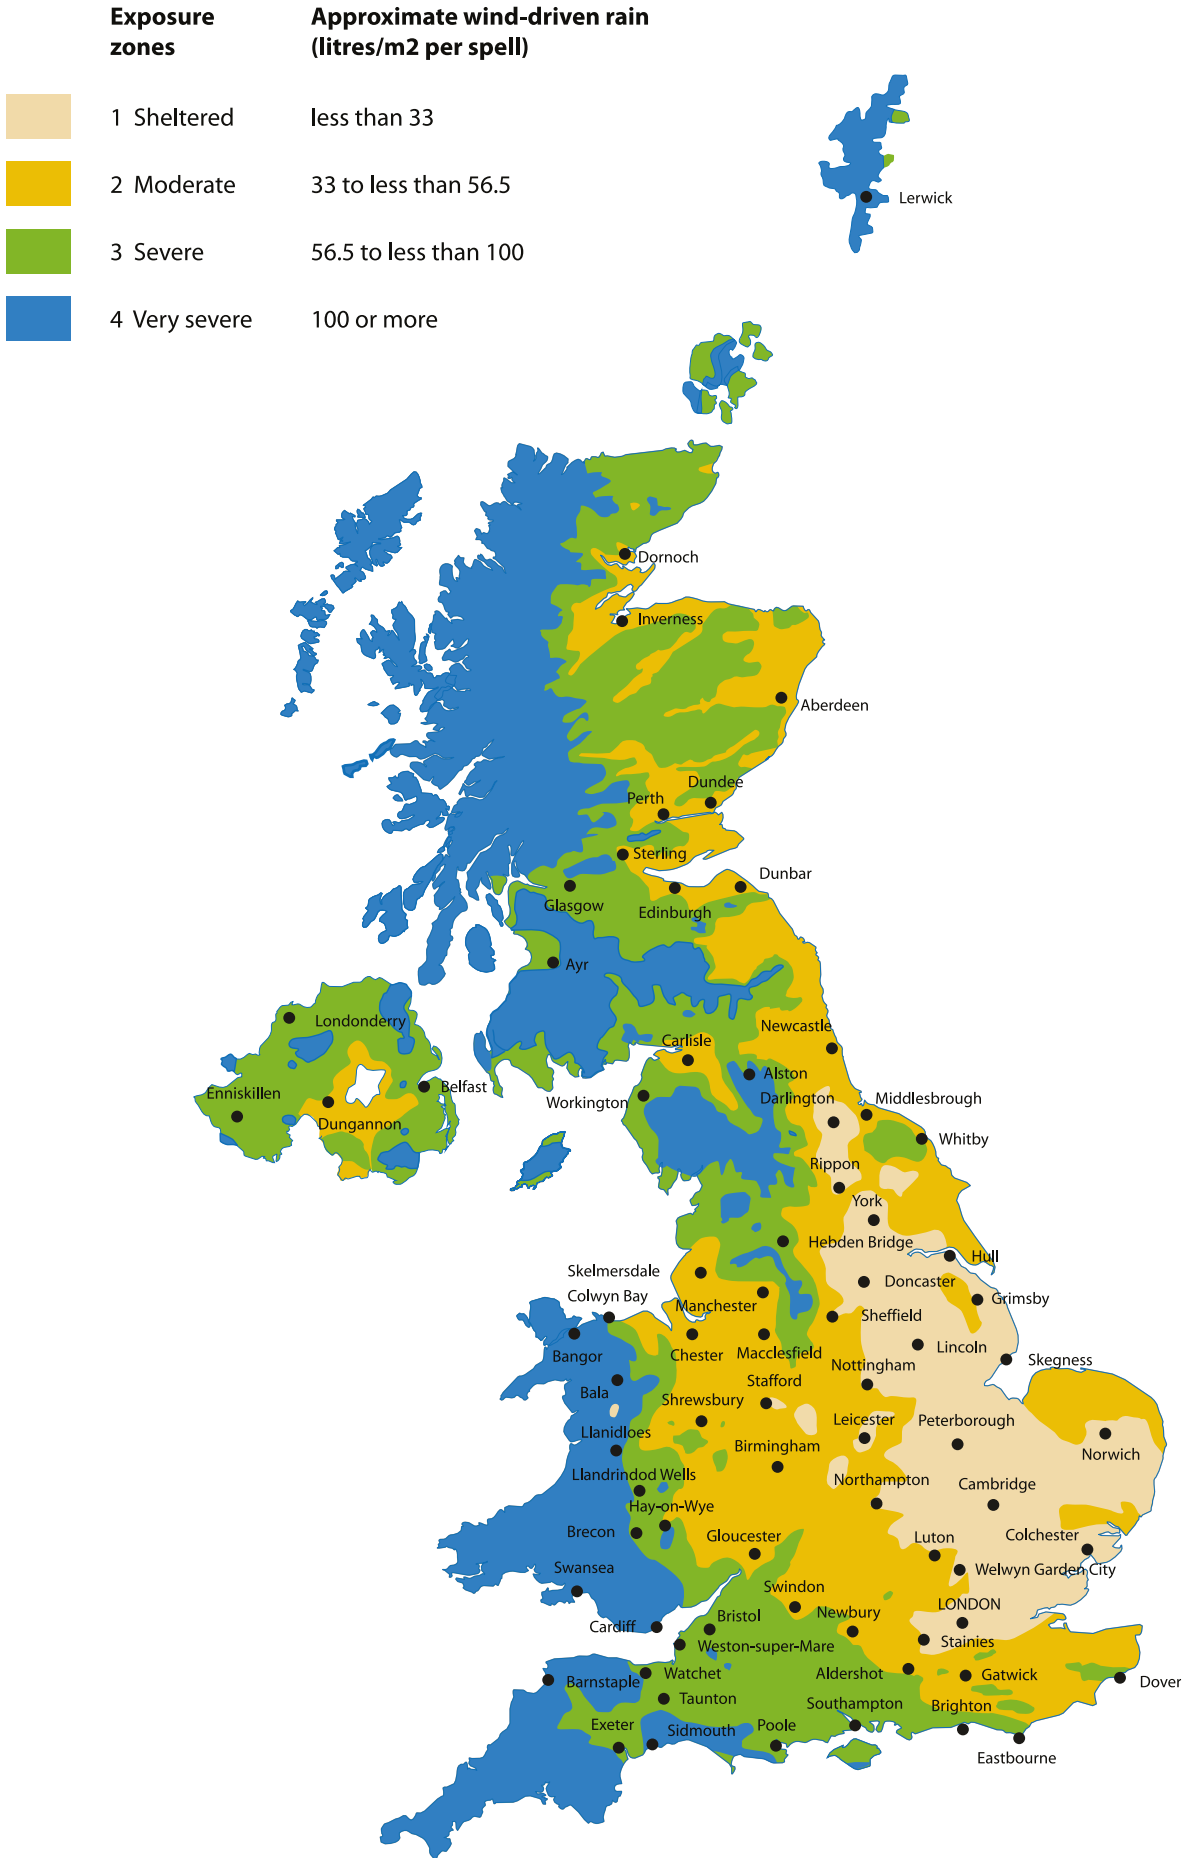 Exposure
zones
Approximate wind-driven rain
(litres/m2 per spell)
1 Sheltered
less than 33
2 Moderate
33 to less than 56.5
3 Severe
56.5 to less than 100
4 Very severe
100 or more
Lerwick
Dornoch
Inverness
Aberdeen
Dundee
Perth
Sterling
Dunbar
Glasgow
Edinburgh
Ayr
Londonderry
Newcastle
Carlisle
Alston
Enniskillen
Belfast
Workington
Darlington
Middlesbrough
Dungannon
Whitby
Rippon
York
Hebden Bridge
Hull
Skelmersdale
Doncaster
Colwyn Bay
Manchester
Grimsby
Sheffield
Bangor
Chester
Macclesfield
Lincoln
Nottingham
Skegness
Bala
Stafford
Shrewsbury
Leicester
Peterborough
Llanidloes
Birmingham
Norwich
Llandrindod Wells
Northampton
Cambridge
Hay-on-Wye
Brecon
Gloucester
Luton
Colchester
Swansea
Welwyn Garden City
Swindon
LONDON
Cardiff
Bristol
Newbury
Weston-super-Mare
Stainies
Watchet
Aldershot
Gatwick
Barnstaple
Dover
Taunton
Southampton
Brighton
Exeter
Sidmouth
Poole
Eastbourne